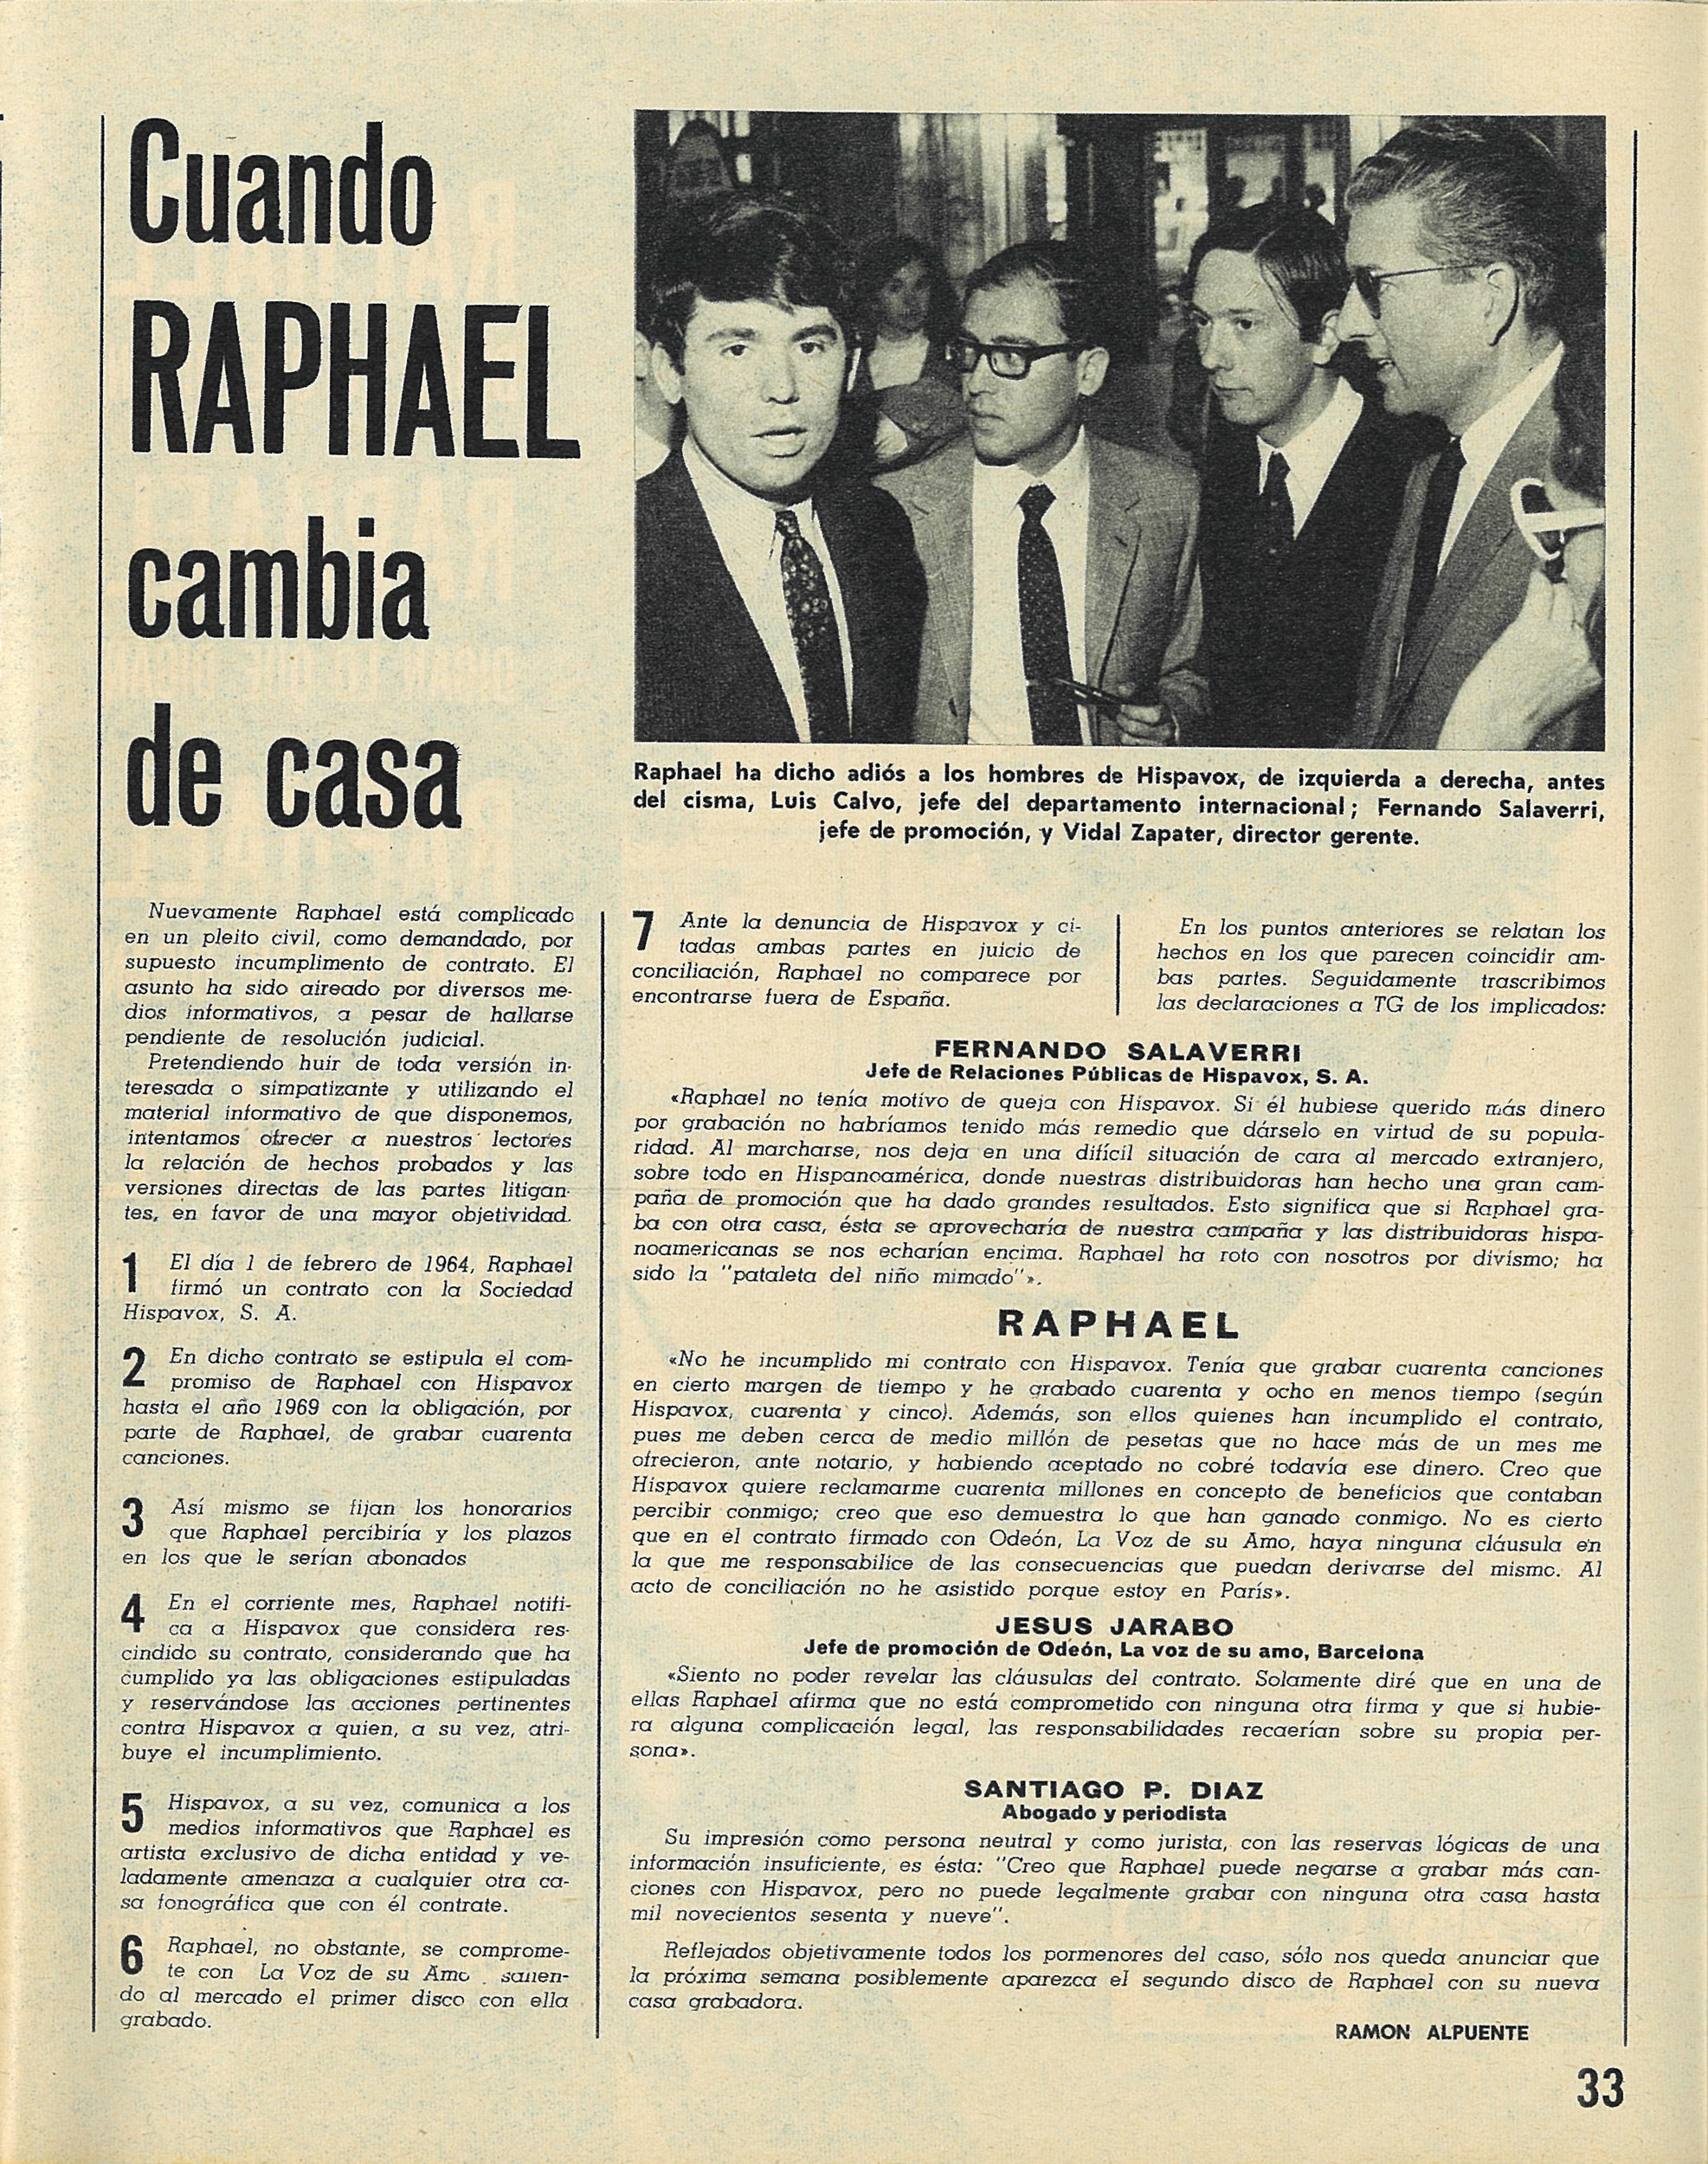 Cuando
RAPHAEL
cambia
de casa
Raphael ha dicho adiós a los hombres de Hispavox, de izquierda a derecha, antes
del cisma, Luis Calvo, jefe del departamento internacional; Fernando Salaverri,
jefe de promoción, y Vidal Zapater, director gerente.
Nuevamente Raphael está complicado
en un pleito civil, como demandado, por
supuesto incumplimento de contrato. El
asunto ha sido aireado por diversos me-
dios informativos, a pesar de hallarse
pendiente de resolución judicial.
Pretendiendo huir de toda versión in-
teresada o simpatizante y utilizando el
material informativo de que disponemos,
intentamos ofrecer a nuestros lectores
la relación de hechos probados y las
versiones directas de las partes litigan-
tes, en favor de una mayor objetividad.
1 El día 1 de febrero de 1964, Raphael
firmó un contrato con la Sociedad
Hispavox, S. A.
2 En dicho contrato se estipula el com-
promiso de Raphael con Hispavox
hasta el año 1969 con la obligación, por
parte de Raphael, de grabar cuarenta
canciones.
3 Así mismo se fijan los honorarios
que Raphael percibiría y los plazos
en los que le serían abonados
4 En el corriente mes, Raphael notifi-
ca a Hispavox que considera res-
cindido su contrato, considerando que ha
cumplido ya las obligaciones estipuladas
y reservándose las acciones pertinentes
contra Hispavox a quien, a su vez, atri-
buye el incumplimiento.
5 Hispavox, a su vez, comunica a los
medios informativos que Raphael es
artista exclusivo de dicha entidad y ve-
ladamente amenaza a cualquier otra ca-
sa fonográfica que con él contrate.
6 Raphael, no obstante, se comprome-
te con La Voz de su Amo . salien-
do al mercado el primer disco con ella
grabado.
7 Ante la denuncia de Hispavox y ci-
tadas ambas partes en juicio de
conciliación, Raphael no comparece por
encontrarse fuera de España.
En los puntos anteriores se relatan los
hechos en los que parecen coincidir am-
bas partes. Seguidamente trascribimos
las declaraciones a TG de los implicados:
FERNANDO SALAVERRI
Jefe de Relaciones Públicas de Hispavox, S. A.
«Raphael no tenía motivo de queja con Hispavox. Si él hubiese querido más dinero
por grabación no habríamos tenido más remedio que dárselo en virtud de su popula-
ridad. Al marcharse, nos deja en una difícil situación de cara al mercado extranjero,
sobre todo en Hispanoamérica, donde nuestras distribuidoras han hecho una gran cam-
paña de promoción que ha dado grandes resultados. Esto significa que si Raphael gra-
ba con otra casa, ésta se aprovecharía de nuestra campaña y las distribuidoras hispa-
noamericanas se nos echarían encima. Raphael ha roto con nosotros por divismo; ha
sido la "pataleta del niño mimado"».
RAPHAEL
«No he incumplido mi contrato con Hispavox. Tenía que grabar cuarenta canciones
en cierto margen de tiempo y he grabado cuarenta y ocho en menos tiempo (según
Hispavox, cuarenta y cinco). Además, son ellos quienes han incumplido el contrato,
pues me deben cerca de medio millón de pesetas que no hace más de un mes me
ofrecieron, ante notario, y habiendo aceptado no cobré todavía ese dinero. Creo que
Hispavox quiere reclamarme cuarenta millones en concepto de beneficios que contaban
percibir conmigo; creo que eso demuestra lo que han ganado conmigo. No es cierto
que en el contrato firmado con Odeón, La Voz de su Amo, haya ninguna cláusula en
la que me responsabilice de las consecuencias que puedan derivarse del mismo. Al
acto de conciliación no he asistido porque estoy en París».
JESUS JARABO
Jefe de promoción de Odeón, La voz de su amo, Barcelona
«Siento no poder revelar las cláusulas del contrato. Solamente diré que en una de
ellas Raphael afirma que no está comprometido con ninguna otra firma y que si hubie-
ra alguna complicación legal, las responsabilidades recaerían sobre su propia per-
sona».
SANTIAGO P. DIAZ
Abogado y periodista
Su impresión como persona neutral y como jurista, con las reservas lógicas de una
información insuficiente, es ésta: "Creo que Raphael puede negarse a grabar más can-
ciones con Hispavox, pero no puede legalmente grabar con ninguna otra casa hasta
mil novecientos sesenta y nueve".
Reflejados objetivamente todos los pormenores del caso, sólo nos queda anunciar que
la próxima semana posiblemente aparezca el segundo disco de Raphael con su nueva
casa grabadora.
RAMON ALPUENTE
33